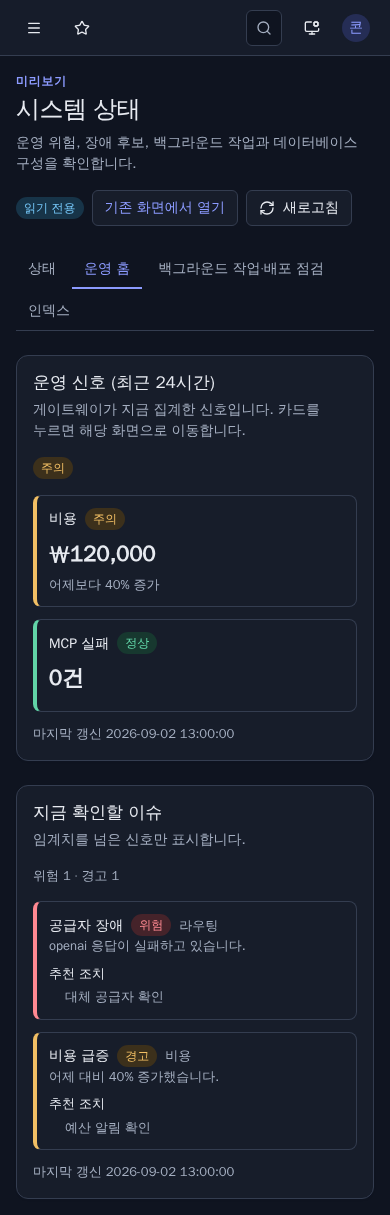 콘
미리보기
시스템 상태
운영 위험, 장애 후보, 백그라운드 작업과 데이터베이스
구성을 확인합니다.
읽기 전용 기존 화면에서 열기 새로고침
상태 운영 홈 백그라운드 작업·배포 점검
인덱스
운영 신호 (최근 24시간)
게이트웨이가 지금 집계한 신호입니다. 카드를
누르면 해당 화면으로 이동합니다.
주의
비용 주의
₩120,000
어제보다 40% 증가
MCP 실패 정상
0건
마지막 갱신 2026-09-02 13:00:00
지금 확인할 이슈
임계치를 넘은 신호만 표시합니다.
위험 1 · 경고 1
공급자 장애 위험 라우팅
openai 응답이 실패하고 있습니다.
추천 조치
대체 공급자 확인
비용 급증 경고 비용
어제 대비 40% 증가했습니다.
추천 조치
예산 알림 확인
마지막 갱신 2026-09-02 13:00:00